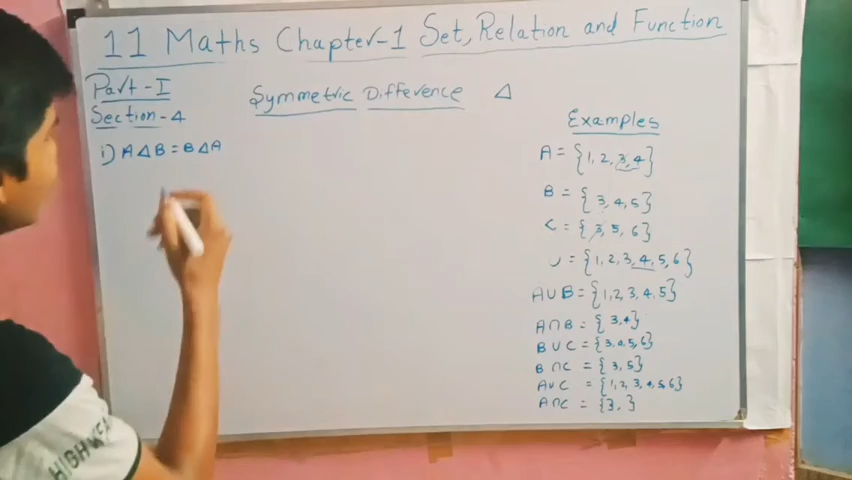 11 Maths Chapter-1 Set, Relation and Function
Part-I
Section-4
Symmetric Difference Δ
i) A Δ B = B Δ A
Examples
A = {1, 2, 3, 4}
B = {3, 4, 5}
C = {3, 5, 6}
U = {1, 2, 3, 4, 5, 6}
A ∪ B = {1, 2, 3, 4, 5}
A ∩ B = {3, 4}
B ∪ C = {3, 4, 5, 6}
B ∩ C = {3, 5}
A ∪ C = {1, 2, 3, 4, 5, 6}
A ∩ C = {3, }